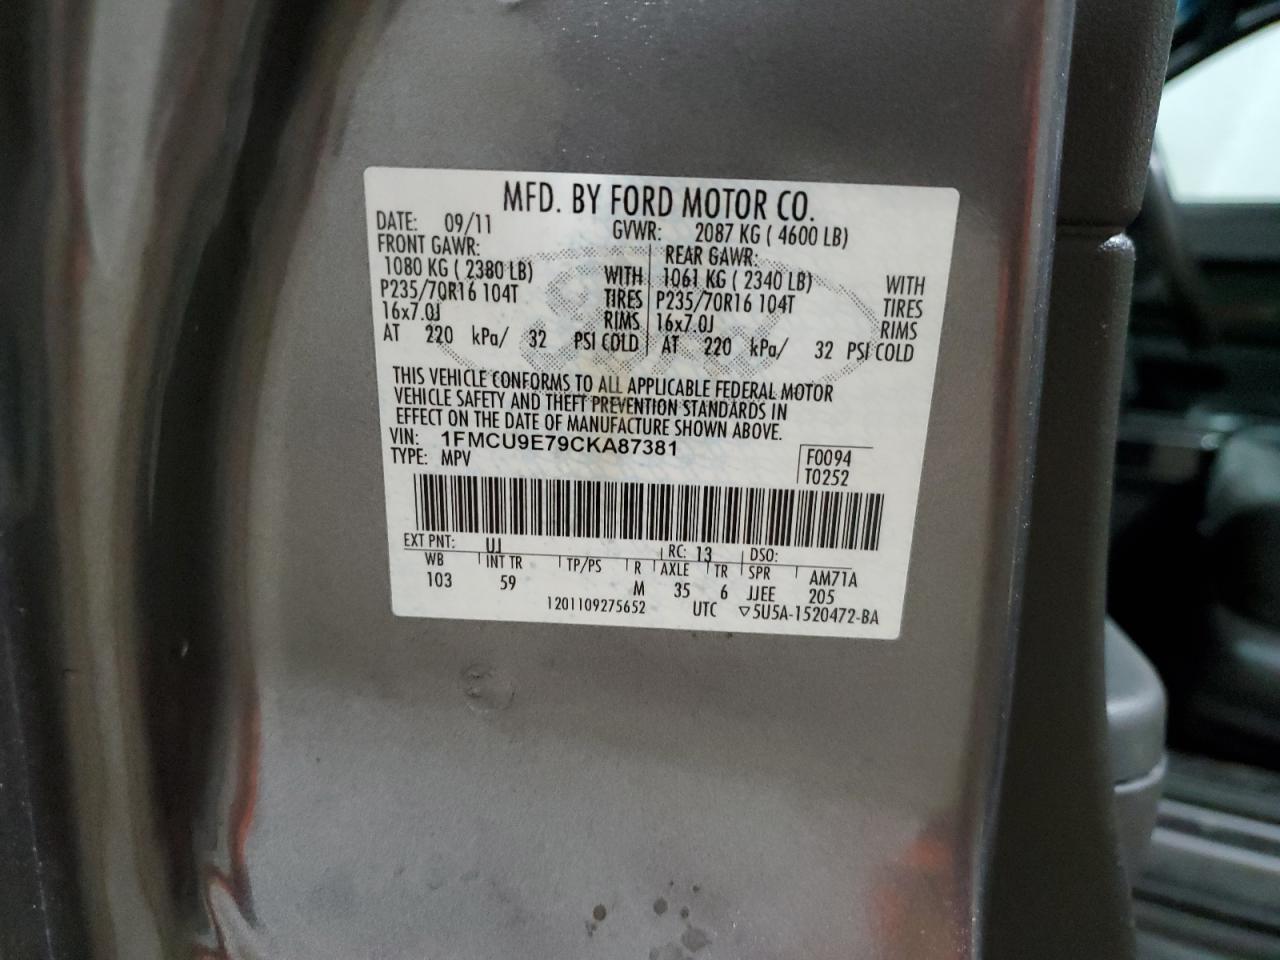 MFD. BY FORD MOTOR CO.
DATE: 09/11 GVWR: 2087 KG ( 4600 LB)
FRONT GAWR: REAR GAWR:
1080 KG ( 2380 LB) WITH 1061 KG ( 2340 LB) WITH
P235/70R16 104T TIRES P235/70R16 104T TIRES
16x7.0J RIMS 16x7.0J RIMS
AT 220 kPa/ 32 PSI COLD AT 220 kPa/ 32 PSI COLD
THIS VEHICLE CONFORMS TO ALL APPLICABLE FEDERAL MOTOR
VEHICLE SAFETY AND THEFT PREVENTION STANDARDS IN
EFFECT ON THE DATE OF MANUFACTURE SHOWN ABOVE.
VIN: 1FMCU9E79CKA87381 F0094
TYPE: MPV T0252
EXT PNT: UJ RC: 13 DSO:
WB INT TR TP/PS R AXLE TR SPR AM71A
103 59 M 35 6 JJEE 205
1201109275652 UTC ▽5U5A-1520472-BA